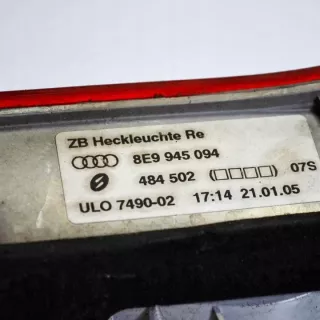 ZB Heckleuchte Re
8E9 945 094
484 502 (□□□□) 07S
ULO 7490-02 17:14 21.01.05